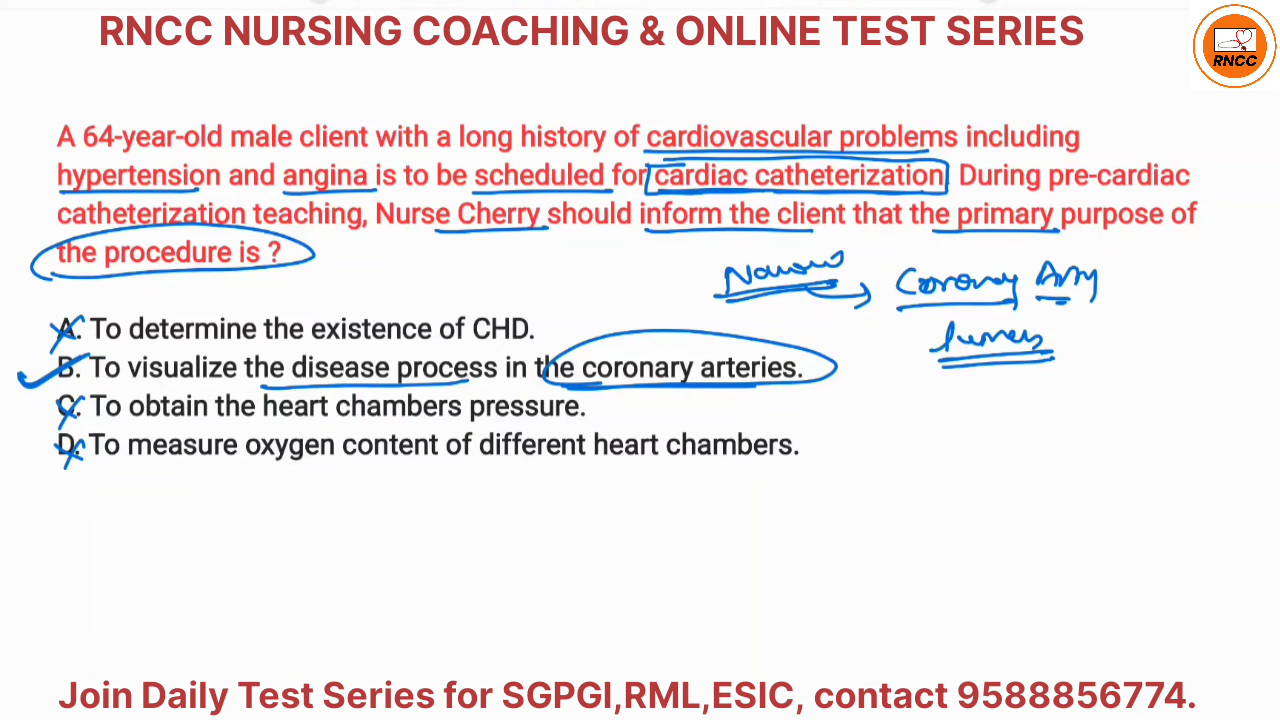 RNCC NURSING COACHING & ONLINE TEST SERIES
RNCC
A 64-year-old male client with a long history of cardiovascular problems including
hypertension and angina is to be scheduled for cardiac catheterization. During pre-cardiac
catheterization teaching, Nurse Cherry should inform the client that the primary purpose of
the procedure is ?
Coronary
A. To determine the existence of CHD.
B. To visualize the disease process in the coronary arteries.
C. To obtain the heart chambers pressure.
D. To measure oxygen content of different heart chambers.
Join Daily Test Series for SGPGI,RML,ESIC, contact 9588856774.